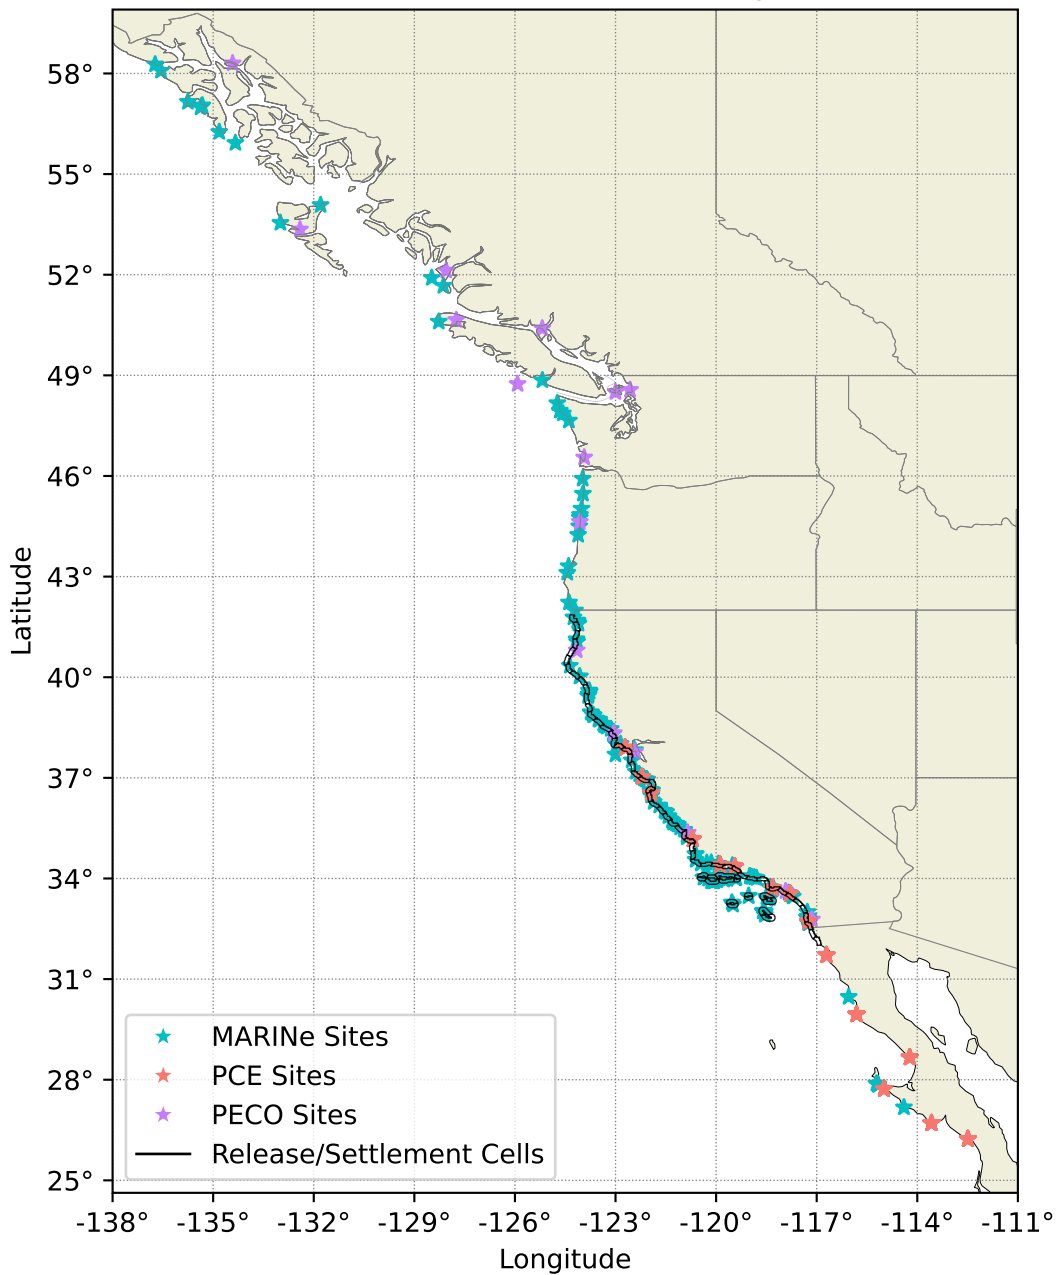 58°
55°
52°
49°
46°
43°
40°
37°
34°
31°
28°
25°
Latitude
MARINe Sites
PCE Sites
PECO Sites
Release/Settlement Cells
-138° -135° -132° -129° -126° -123° -120° -117° -114° -111°
Longitude